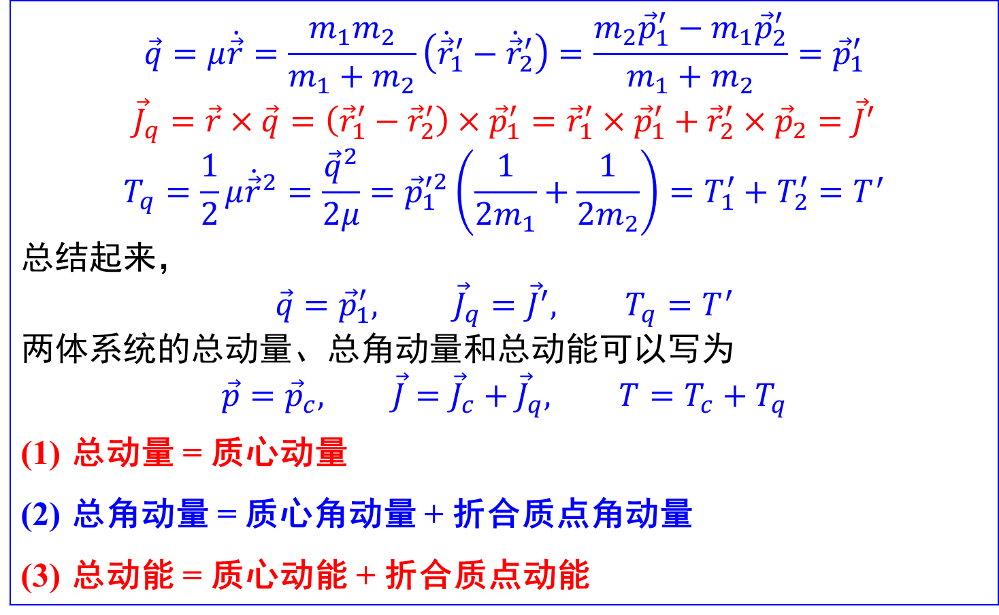 $\vec{q} = \mu\dot{\vec{r}} = \frac{m_1 m_2}{m_1 + m_2}\left(\dot{\vec{r}}_1' - \dot{\vec{r}}_2'\right) = \frac{m_2\vec{p}_1' - m_1\vec{p}_2'}{m_1 + m_2} = \vec{p}_1'$
$\vec{J}_q = \vec{r} \times \vec{q} = \left(\vec{r}_1' - \vec{r}_2'\right) \times \vec{p}_1' = \vec{r}_1' \times \vec{p}_1' + \vec{r}_2' \times \vec{p}_2 = \vec{J}'$
$T_q = \frac{1}{2}\mu\dot{\vec{r}}^2 = \frac{\vec{q}^2}{2\mu} = \vec{p}_1'^2\left(\frac{1}{2m_1} + \frac{1}{2m_2}\right) = T_1' + T_2' = T'$
总结起来，
$\vec{q} = \vec{p}_1', \quad \vec{J}_q = \vec{J}', \quad T_q = T'$
两体系统的总动量、总角动量和总动能可以写为
$\vec{p} = \vec{p}_c, \quad \vec{J} = \vec{J}_c + \vec{J}_q, \quad T = T_c + T_q$
(1) 总动量 = 质心动量
(2) 总角动量 = 质心角动量 + 折合质点角动量
(3) 总动能 = 质心动能 + 折合质点动能